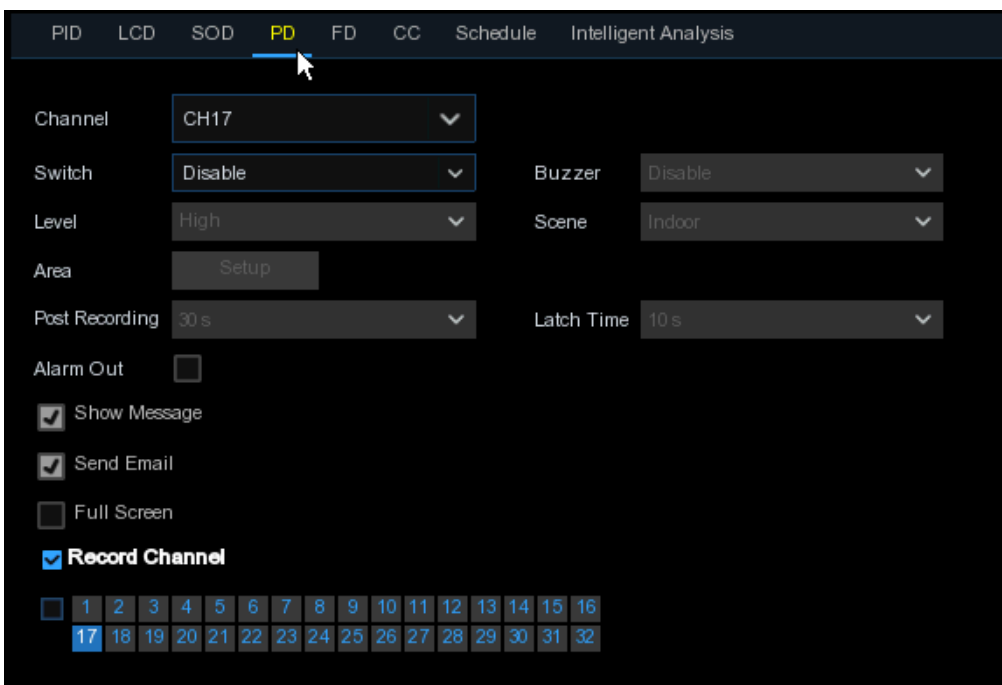 PID LCD SOD PD FD CC Schedule Intelligent Analysis
Channel CH17
Switch Disable Buzzer Disable
Level High Scene Indoor
Area Setup
Post Recording 30 s Latch Time 10 s
Alarm Out
Show Message
Send Email
Full Screen
Record Channel
1 2 3 4 5 6 7 8 9 10 11 12 13 14 15 16
17 18 19 20 21 22 23 24 25 26 27 28 29 30 31 32